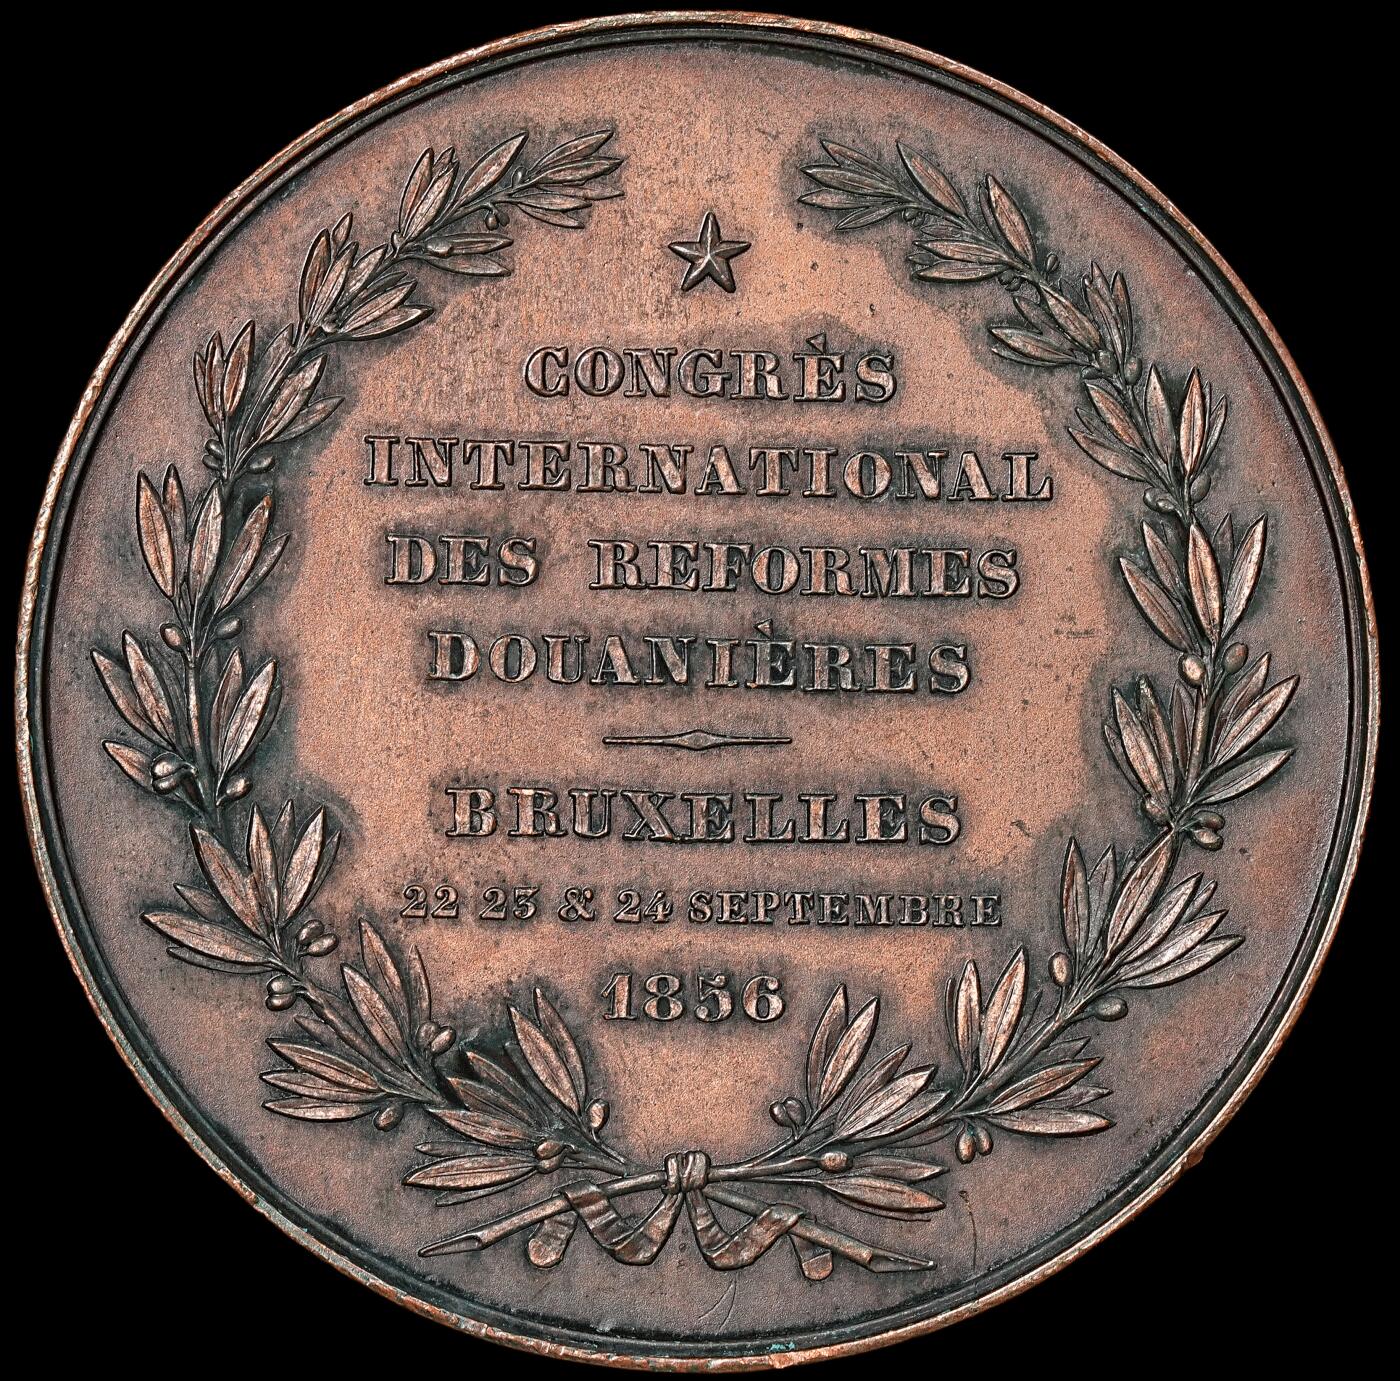 CONGRÈS
INTERNATIONAL
DES REFORMES
DOUANIÈRES
BRUXELLES
22 23 & 24 SEPTEMBRE
1856